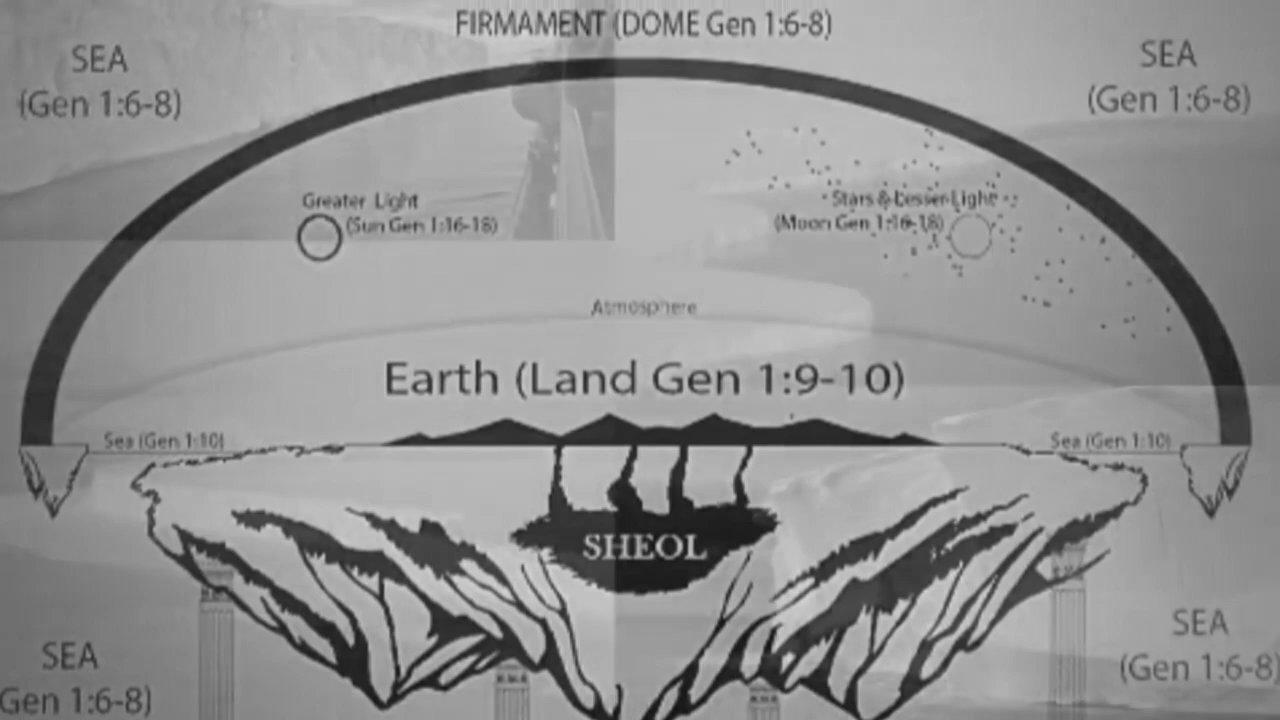 FIRMAMENT (DOME Gen 1:6-8)
SEA
(Gen 1:6-8)
SEA
(Gen 1:6-8)
Greater Light
(Sun Gen 1:16-18)
Stars & Lesser Light
(Moon Gen 1:16-18)
Atmosphere
Earth (Land Gen 1:9-10)
Sea (Gen 1:10)
Sea (Gen 1:10)
SHEOL
SEA
(Gen 1:6-8)
SEA
Gen 1:6-8)